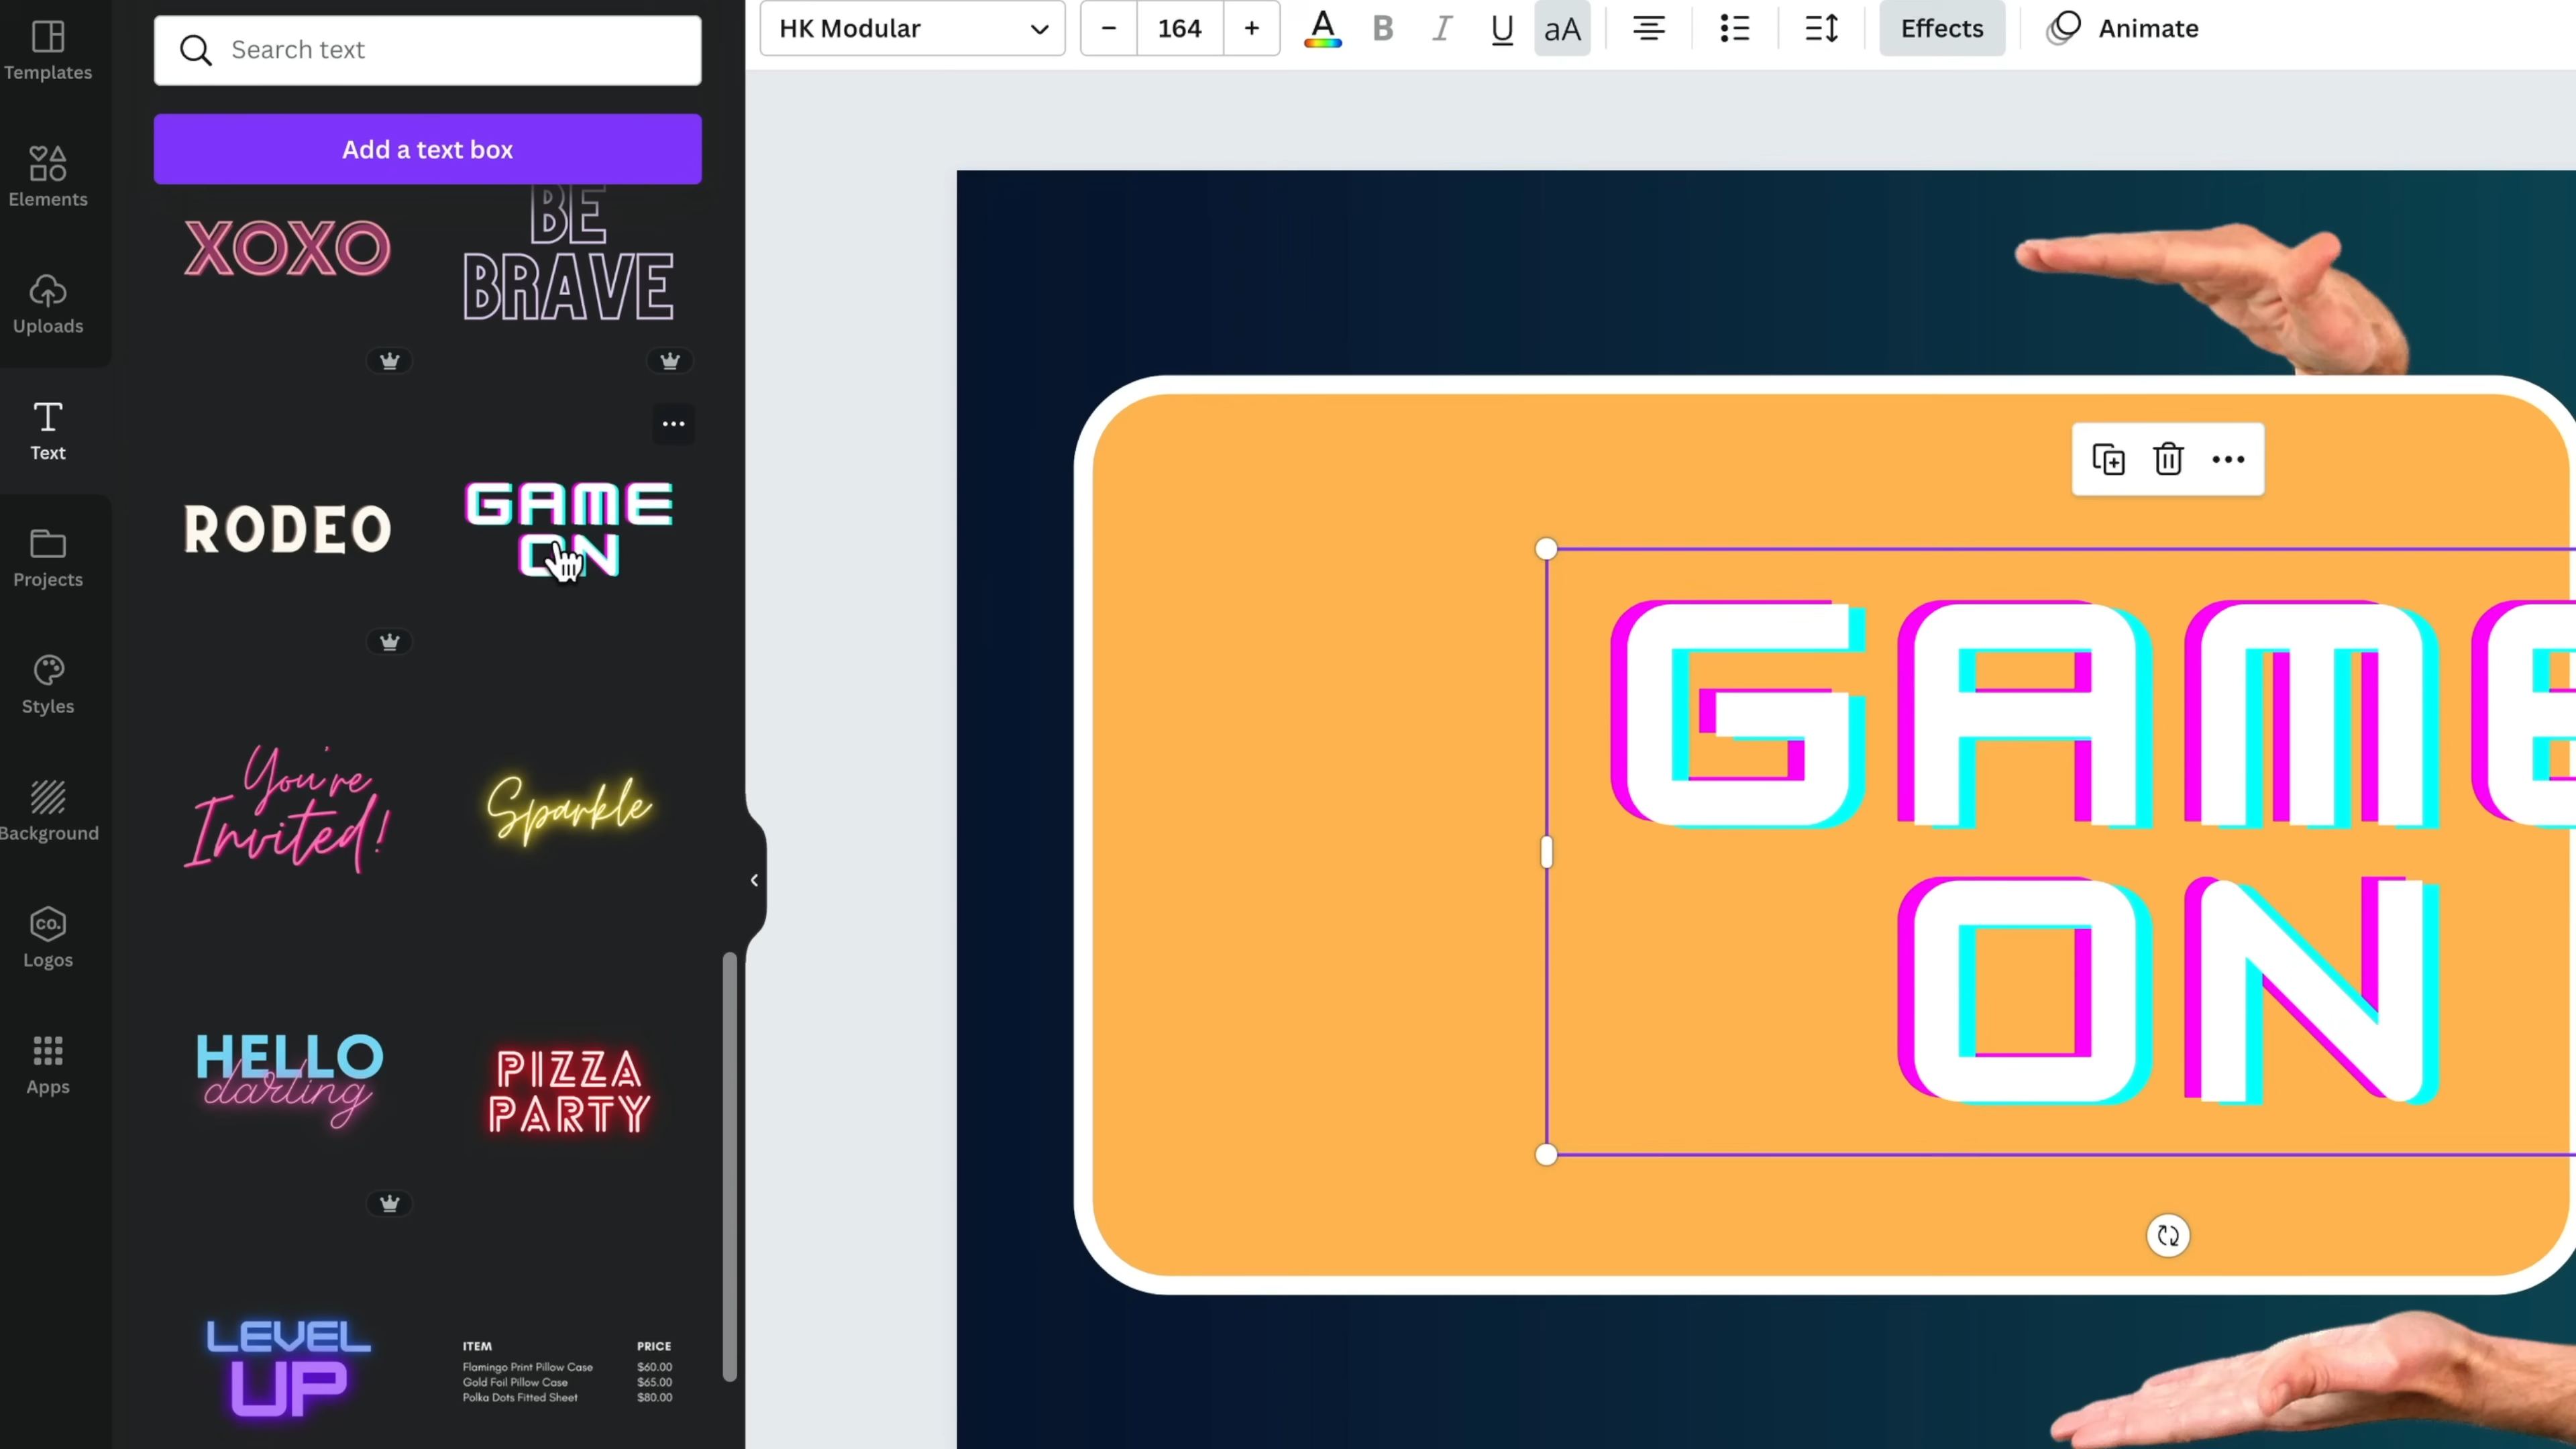 Templates
Elements
Uploads
Text
Projects
Styles
Background
Logos
CO.
Apps
Search text
Add a text box
XOXO
BE
BRAVE
RODEO
GAME
ON
You're
Invited!
Sparkle
HELLO
darling
PIZZA
PARTY
LEVEL
UP
ITEM PRICE
Flamingo Print Pillow Case $60.00
Gold Foil Pillow Case $65.00
Polka Dots Fitted Sheet $80.00
HK Modular − 164 + A B I U aA Effects Animate
GAME
ON